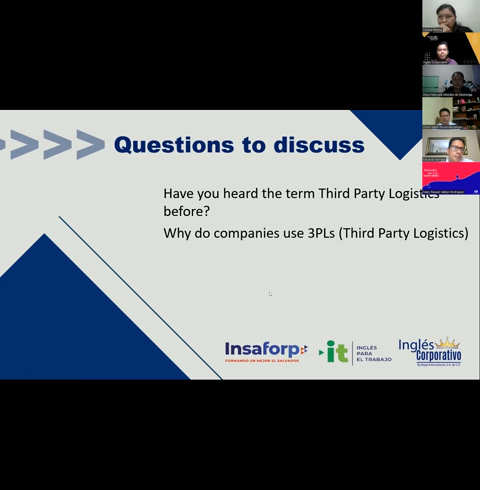 Questions to discuss
Have you heard the term Third Party Logistics
before?
Why do companies use 3PLs (Third Party Logistics)
Insaforp
FORMANDO UN MEJOR EL SALVADOR
it
INGLÉS
PARA
EL TRABAJO
Inglés
Corporativo